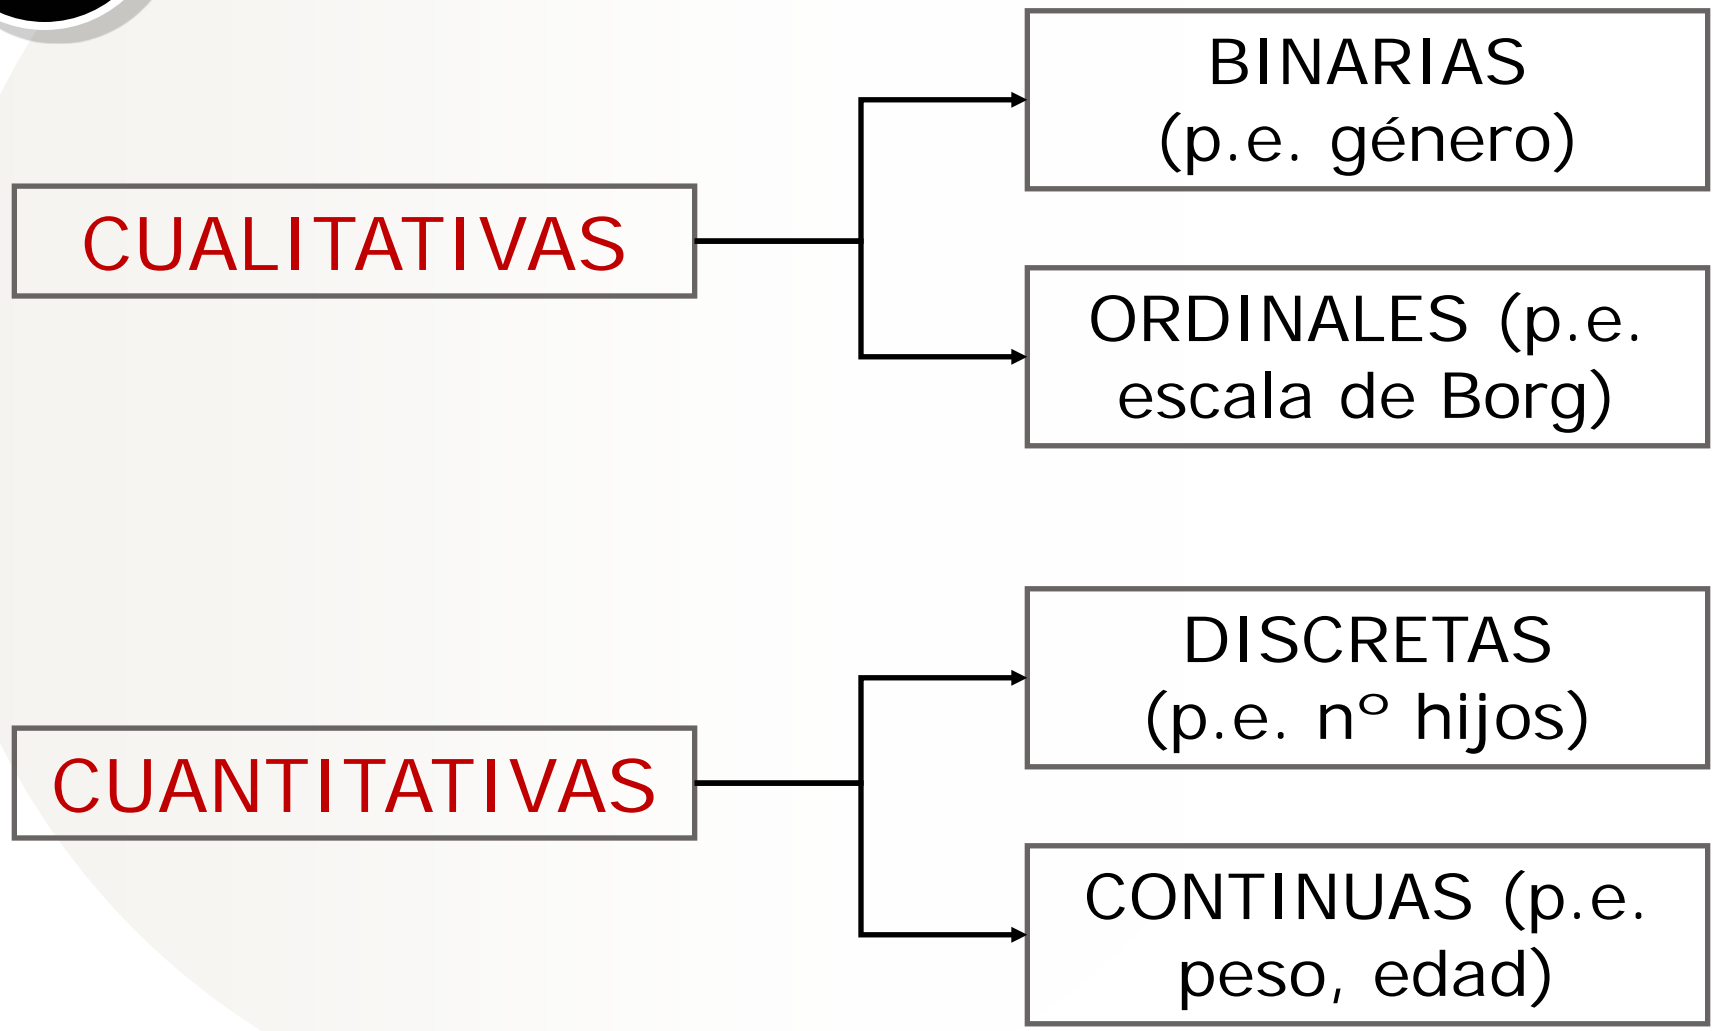 CUALITATIVAS
BINARIAS
(p.e. género)
ORDINALES (p.e.
escala de Borg)
CUANTITATIVAS
DISCRETAS
(p.e. nº hijos)
CONTINUAS (p.e.
peso, edad)